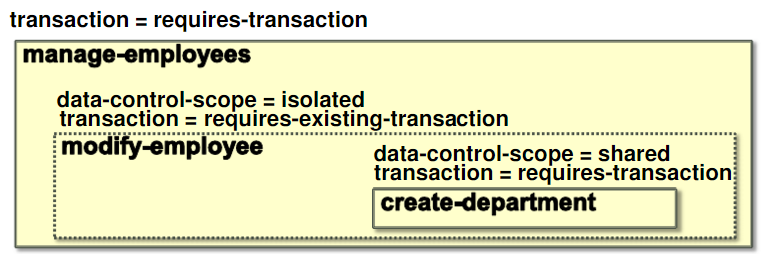 transaction = requires-transaction
manage-employees
data-control-scope = isolated
transaction = requires-existing-transaction
modify-employee
data-control-scope = shared
transaction = requires-transaction
create-department